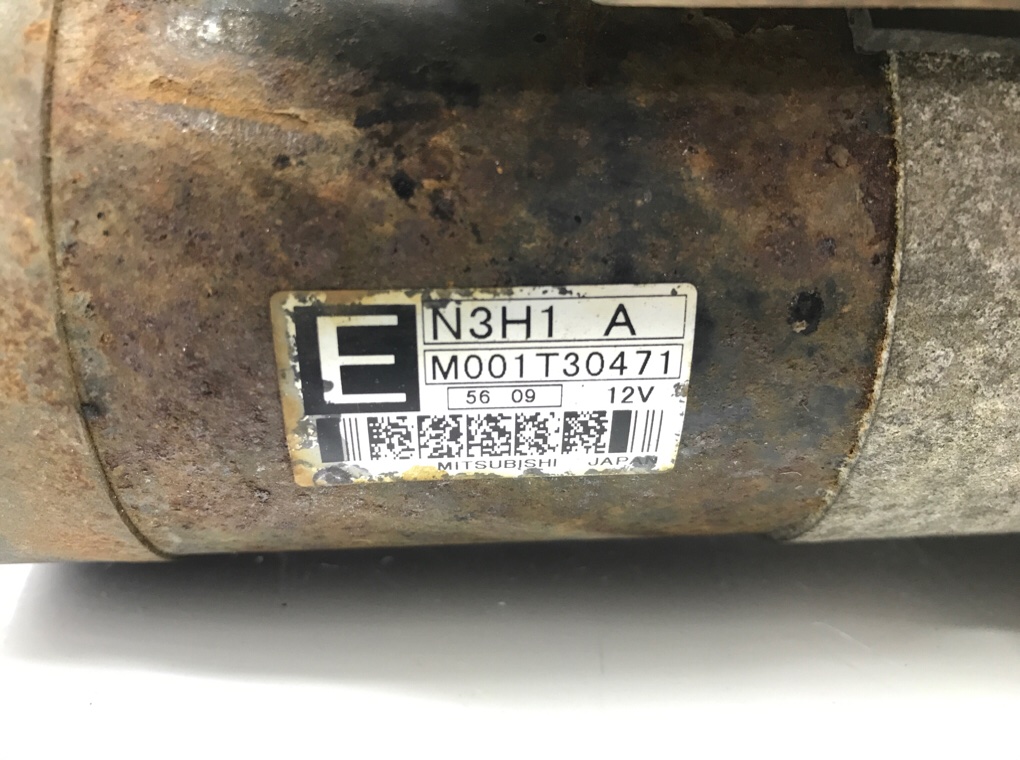 E
N3H1 A
M001T30471
56 09 12V
MITSUBISHI JAPAN